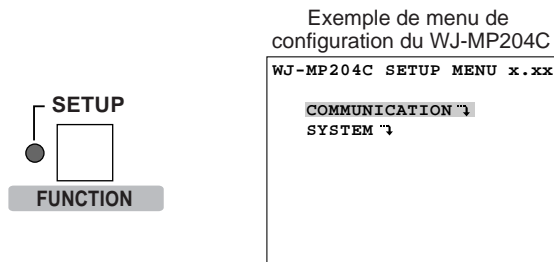 Exemple de menu de
configuration du WJ-MP204C
WJ-MP204C SETUP MENU x.xx
COMMUNICATION
SYSTEM
SETUP
FUNCTION